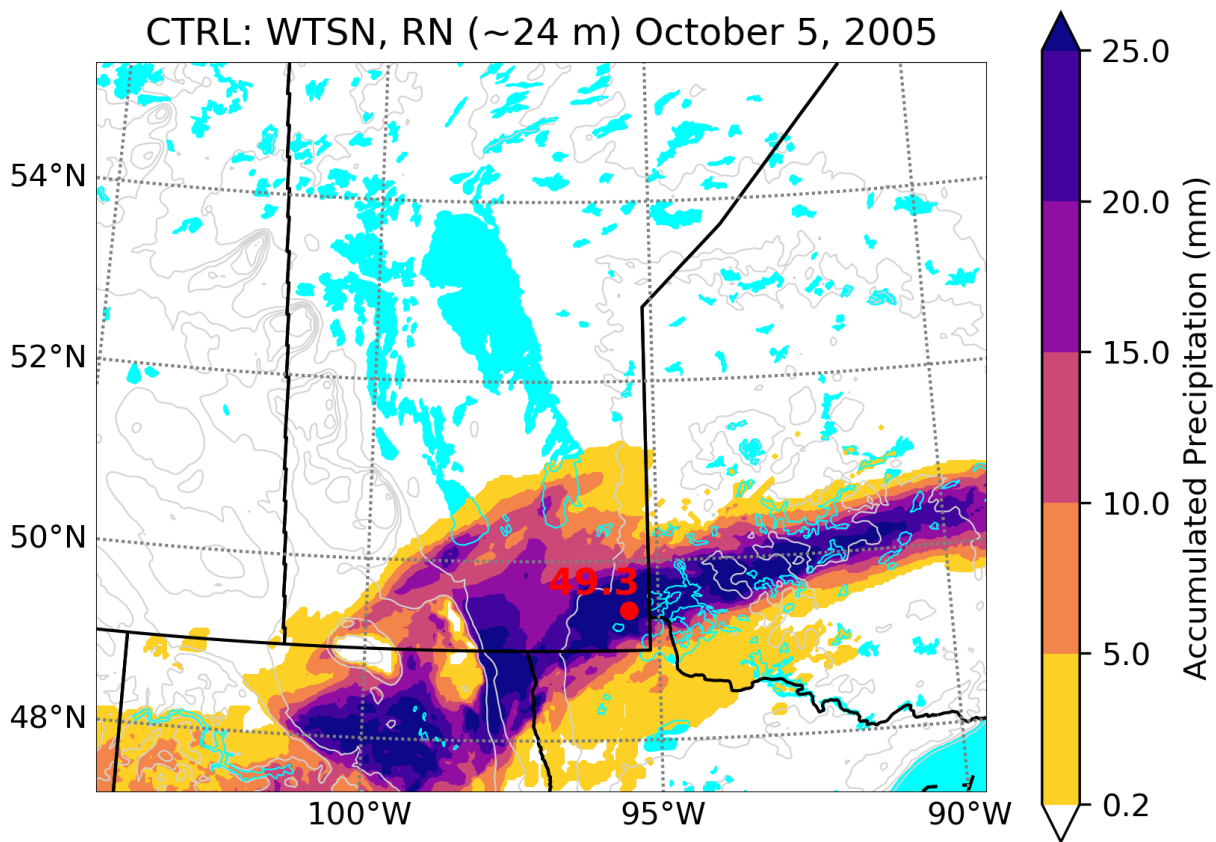 CTRL: WTSN, RN (~24 m) October 5, 2005
54°N
52°N
50°N
48°N
100°W
95°W
90°W
49.3
25.0
20.0
15.0
10.0
5.0
0.2
Accumulated Precipitation (mm)